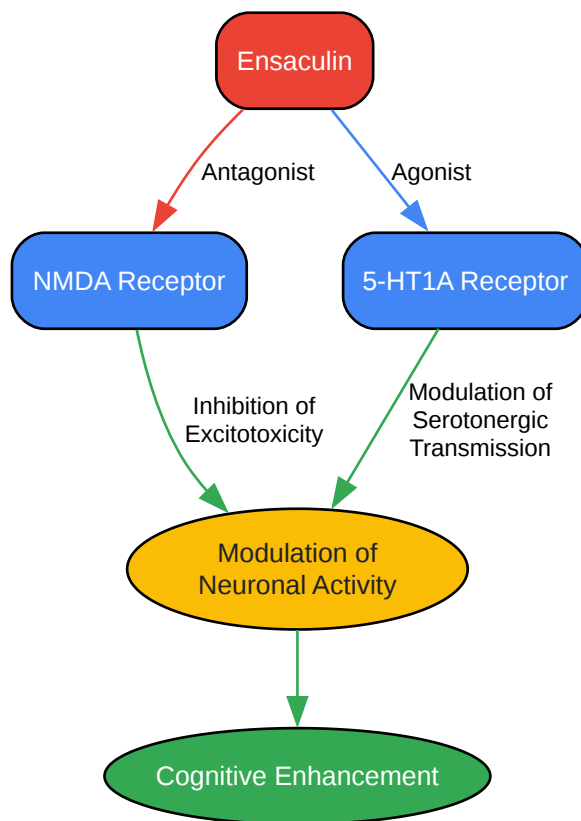 Ensaculin
Antagonist
Agonist
NMDA Receptor
5-HT1A Receptor
Inhibition of
Excitotoxicity
Modulation of
Serotonergic
Transmission
Modulation of
Neuronal Activity
Cognitive Enhancement